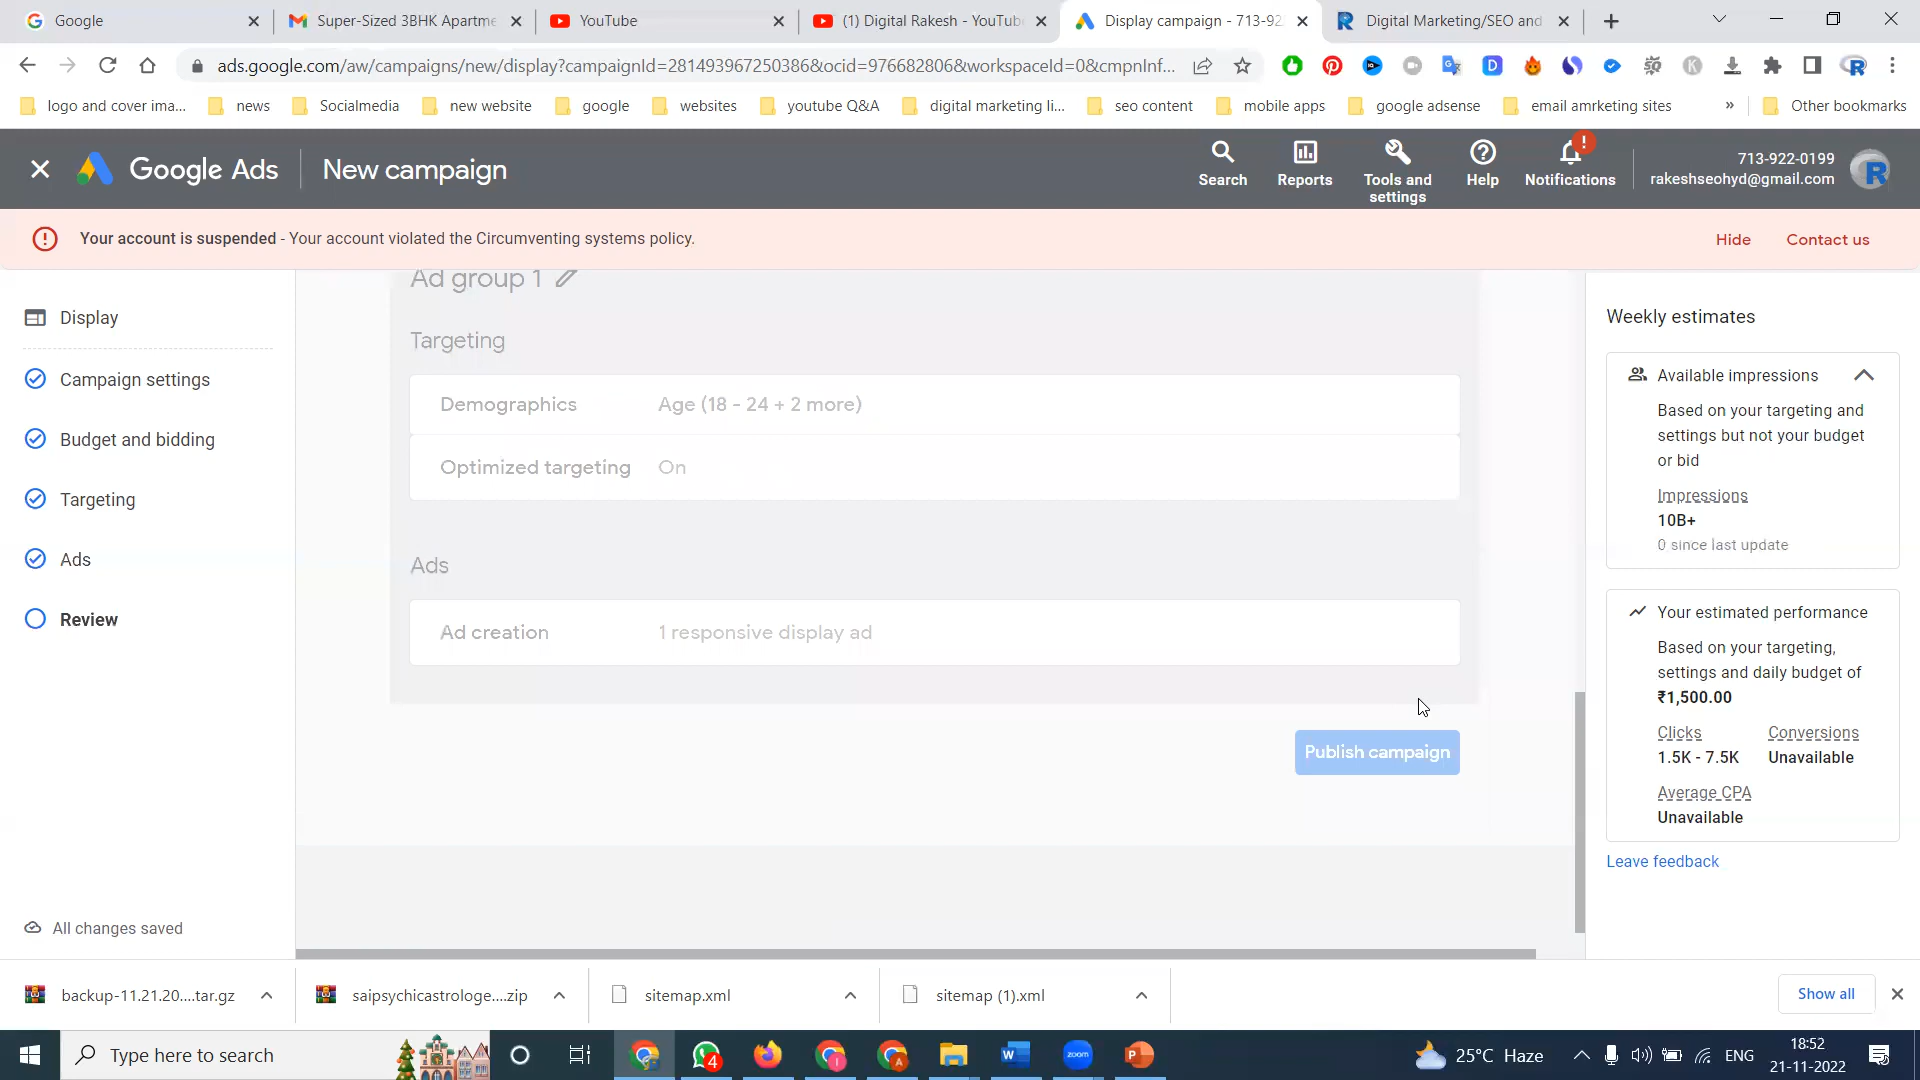 Google
Super-Sized 3BHK Apartme
YouTube
(1) Digital Rakesh - YouTub
Display campaign - 713-92
Digital Marketing/SEO and
ads.google.com/aw/campaigns/new/display?campaignId=281493967250386&ocid=976682806&workspaceId=0&cmpnInf...
logo and cover ima...
news
Socialmedia
new website
google
websites
youtube Q&A
digital marketing li...
seo content
mobile apps
google adsense
email amrketing sites
»
Other bookmarks
Google Ads
New campaign
Search
Reports
Tools and
settings
Help
Notifications
713-922-0199
rakeshseohyd@gmail.com
Your account is suspended - Your account violated the Circumventing systems policy.
Hide
Contact us
Display
Campaign settings
Budget and bidding
Targeting
Ads
Review
All changes saved
Ad group 1
Targeting
Demographics
Age (18 - 24 + 2 more)
Optimized targeting
On
Ads
Ad creation
1 responsive display ad
Publish campaign
Weekly estimates
Available impressions
Based on your targeting and
settings but not your budget
or bid
Impressions
10B+
0 since last update
Your estimated performance
Based on your targeting,
settings and daily budget of
₹1,500.00
Clicks
Conversions
1.5K - 7.5K
Unavailable
Average CPA
Unavailable
Leave feedback
backup-11.21.20....tar.gz
saipsychicastrologe....zip
sitemap.xml
sitemap (1).xml
Show all
Type here to search
4
zoom
25°C Haze
ENG
18:52
21-11-2022